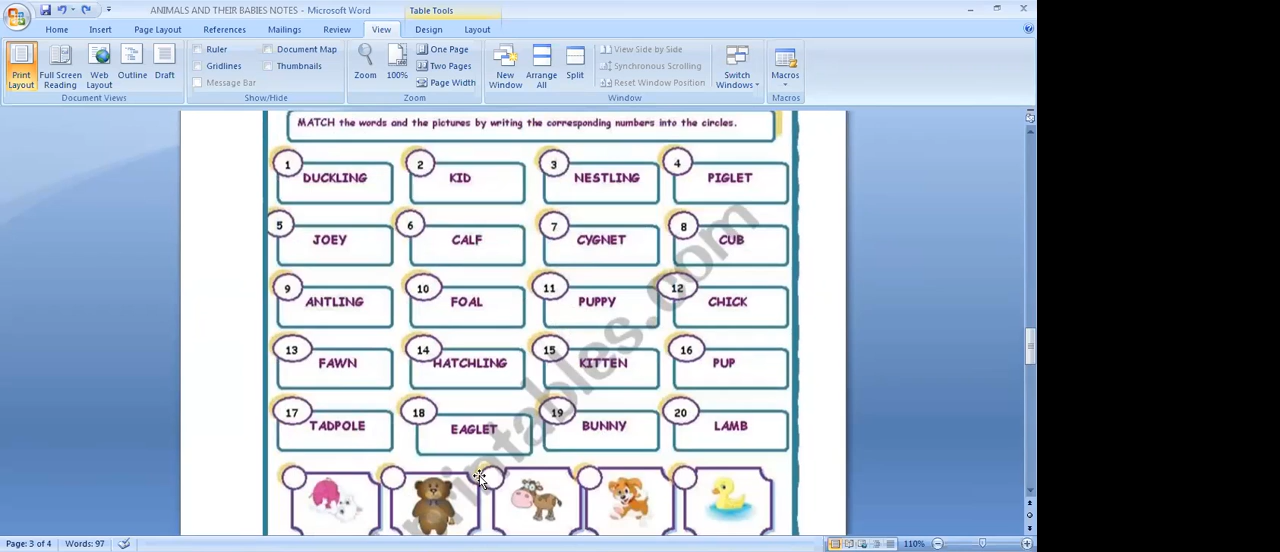 ANIMALS AND THEIR BABIES NOTES - Microsoft Word
Table Tools
Home Insert Page Layout References Mailings Review View Design Layout
Print Layout
Full Screen Reading
Web Layout
Outline
Draft
Document Views
Ruler
Gridlines
Message Bar
Document Map
Thumbnails
Show/Hide
Zoom
100%
One Page
Two Pages
Page Width
Zoom
New Window
Arrange All
Split
View Side by Side
Synchronous Scrolling
Reset Window Position
Window
Switch Windows
Macros
Macros
MATCH the words and the pictures by writing the corresponding numbers into the circles.
1 DUCKLING
2 KID
3 NESTLING
4 PIGLET
5 JOEY
6 CALF
7 CYGNET
8 CUB
9 ANTLING
10 FOAL
11 PUPPY
12 CHICK
13 FAWN
14 HATCHLING
15 KITTEN
16 PUP
17 TADPOLE
18 EAGLET
19 BUNNY
20 LAMB
printables.com
Page: 3 of 4
Words: 97
110%